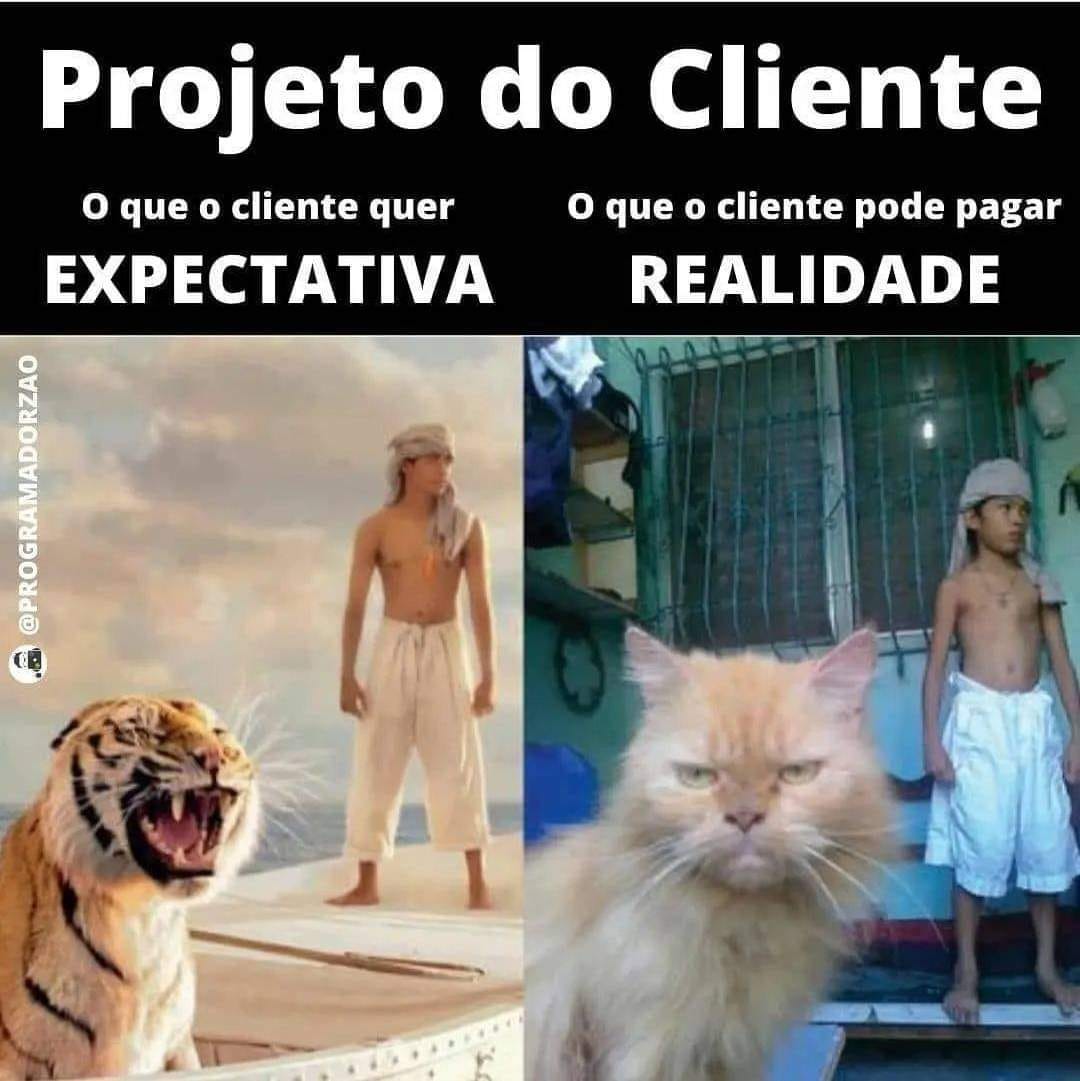 Projeto do Cliente
O que o cliente quer
EXPECTATIVA
O que o cliente pode pagar
REALIDADE
@PROGRAMADORZAO